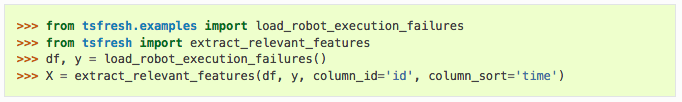 >>> from tsfresh.examples import load_robot_execution_failures
>>> from tsfresh import extract_relevant_features
>>> df, y = load_robot_execution_failures()
>>> X = extract_relevant_features(df, y, column_id='id', column_sort='time')